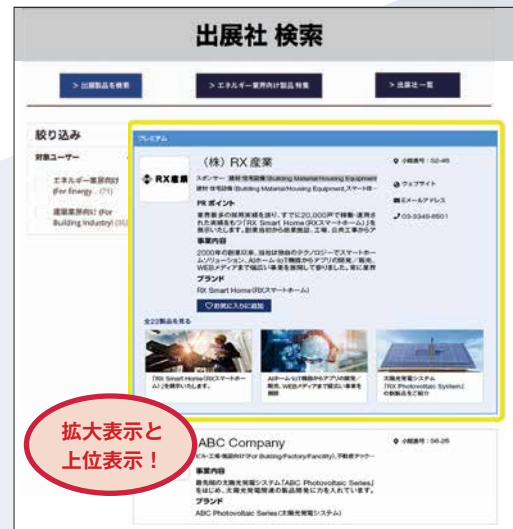 出展社 検索
> 出展製品を検索
> エネルギー業界向け製品 特集
> 出展社一覧
絞り込み
対象ユーザー
エネルギー業界向け
(For Energy... (71)
建築業界向け (For
Building Industry)
プレミアム
RX産業
(株) RX 産業
スポンサー 建材・住宅設備（Building Material/Housing Equipment
建材・住宅設備（Building Material/Housing Equipment,スマートホー
PR ポイント
業界最多の採用実績を誇り、すでに20,000戸で稼働・運用さ
れた実績をもつ「RX Smart Home(RXスマートホーム)」を
展示いたします。創業当初から商業施設、工場、公共工事からア
事業内容
2000年の創業以来、当社は独自のテクノロジーでスマートホー
ムソリューション、AIホーム・IoT機器からアプリの開発／販売、
WEBメディアまで幅広い事業を展開して参りました。常に業界
ブランド
RX Smart Home(RXスマートホーム)
♡お気に入りに追加
小間番号：S2-46
ウェブサイト
Eメールアドレス
03-3349-8501
全22製品を見る
「RX Smart Home(RXスマートホー
ム)」を展示いたします。
AIホーム・IoT機器からアプリの開発／
販売、WEBメディアまで幅広い事業を
展開
太陽光発電システム
「RX Photovoltaic System」
の新製品をご紹介
拡大表示と
上位表示！
ABC Company
ビル・工場・施設向け(For Building/Factory/Fancility),不動産テック…
事業内容
最先端の太陽光発電システム「ABC Photovoltaic Series」
をはじめ、太陽光発電関連の製品開発に力を入れています。
ブランド
ABC Photovoltaic Series(太陽光発電システム)
小間番号：S6-26